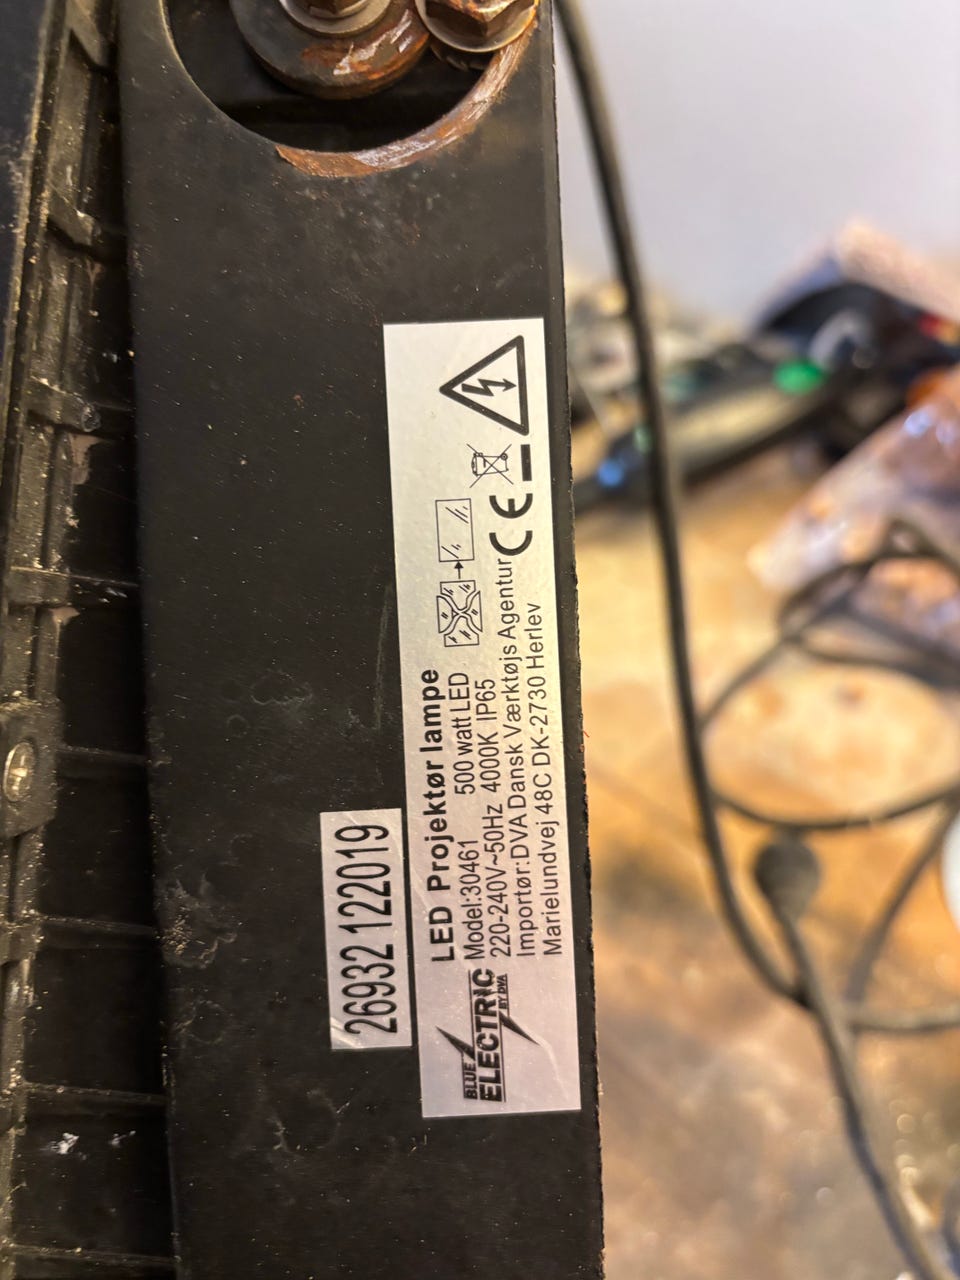 26932 122019
LED Projektør lampe
Model:30461 500 watt LED
220-240V~50Hz 4000K IP65
Importør:DVA Dansk Værktøjs Agentur
Marielundvej 48C DK-2730 Herlev
BLUE
ELECTRIC
BY DVA
CE